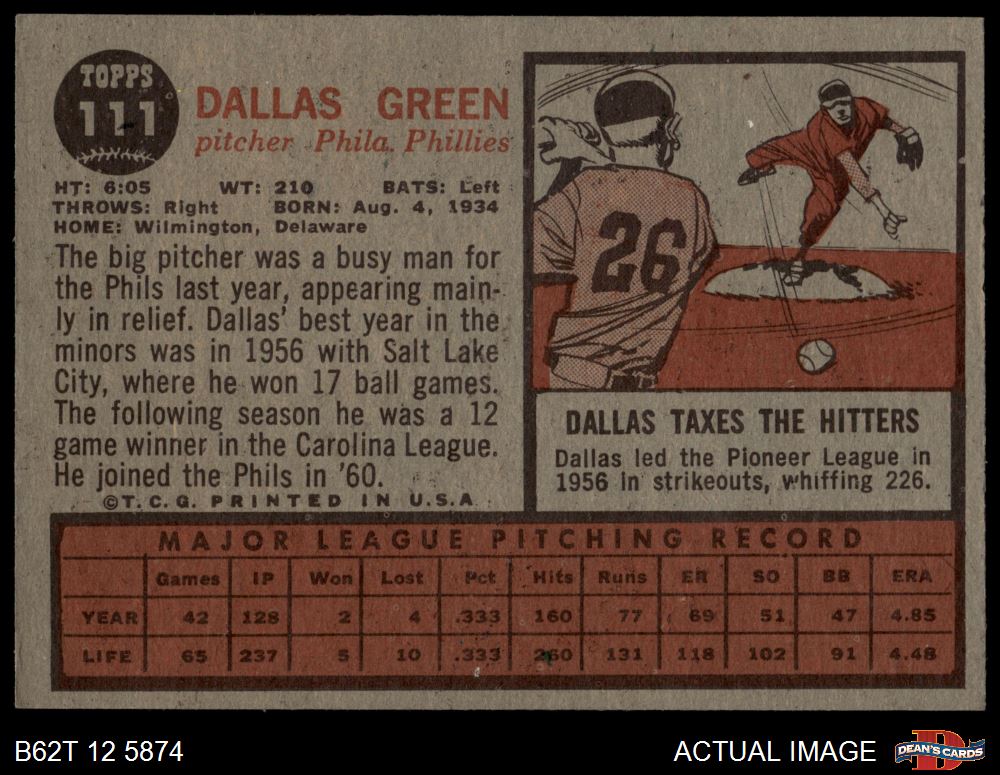 TOPPS
111
DALLAS GREEN
pitcher Phila. Phillies
HT: 6:05 WT: 210 BATS: Left
THROWS: Right BORN: Aug. 4, 1934
HOME: Wilmington, Delaware
The big pitcher was a busy man for
the Phils last year, appearing main-
ly in relief. Dallas' best year in the
minors was in 1956 with Salt Lake
City, where he won 17 ball games.
The following season he was a 12
game winner in the Carolina League.
He joined the Phils in '60.
©T.C.G. PRINTED IN U.S.A
26
DALLAS TAXES THE HITTERS
Dallas led the Pioneer League in
1956 in strikeouts, whiffing 226.
MAJOR LEAGUE PITCHING RECORD
Games IP Won Lost Pct Hits Runs ER SO BB ERA
YEAR 42 128 2 4 .333 160 77 69 51 47 4.85
LIFE 65 237 5 10 .333 260 131 118 102 91 4.48
B62T 12 5874
ACTUAL IMAGE
DEAN'S CARDS